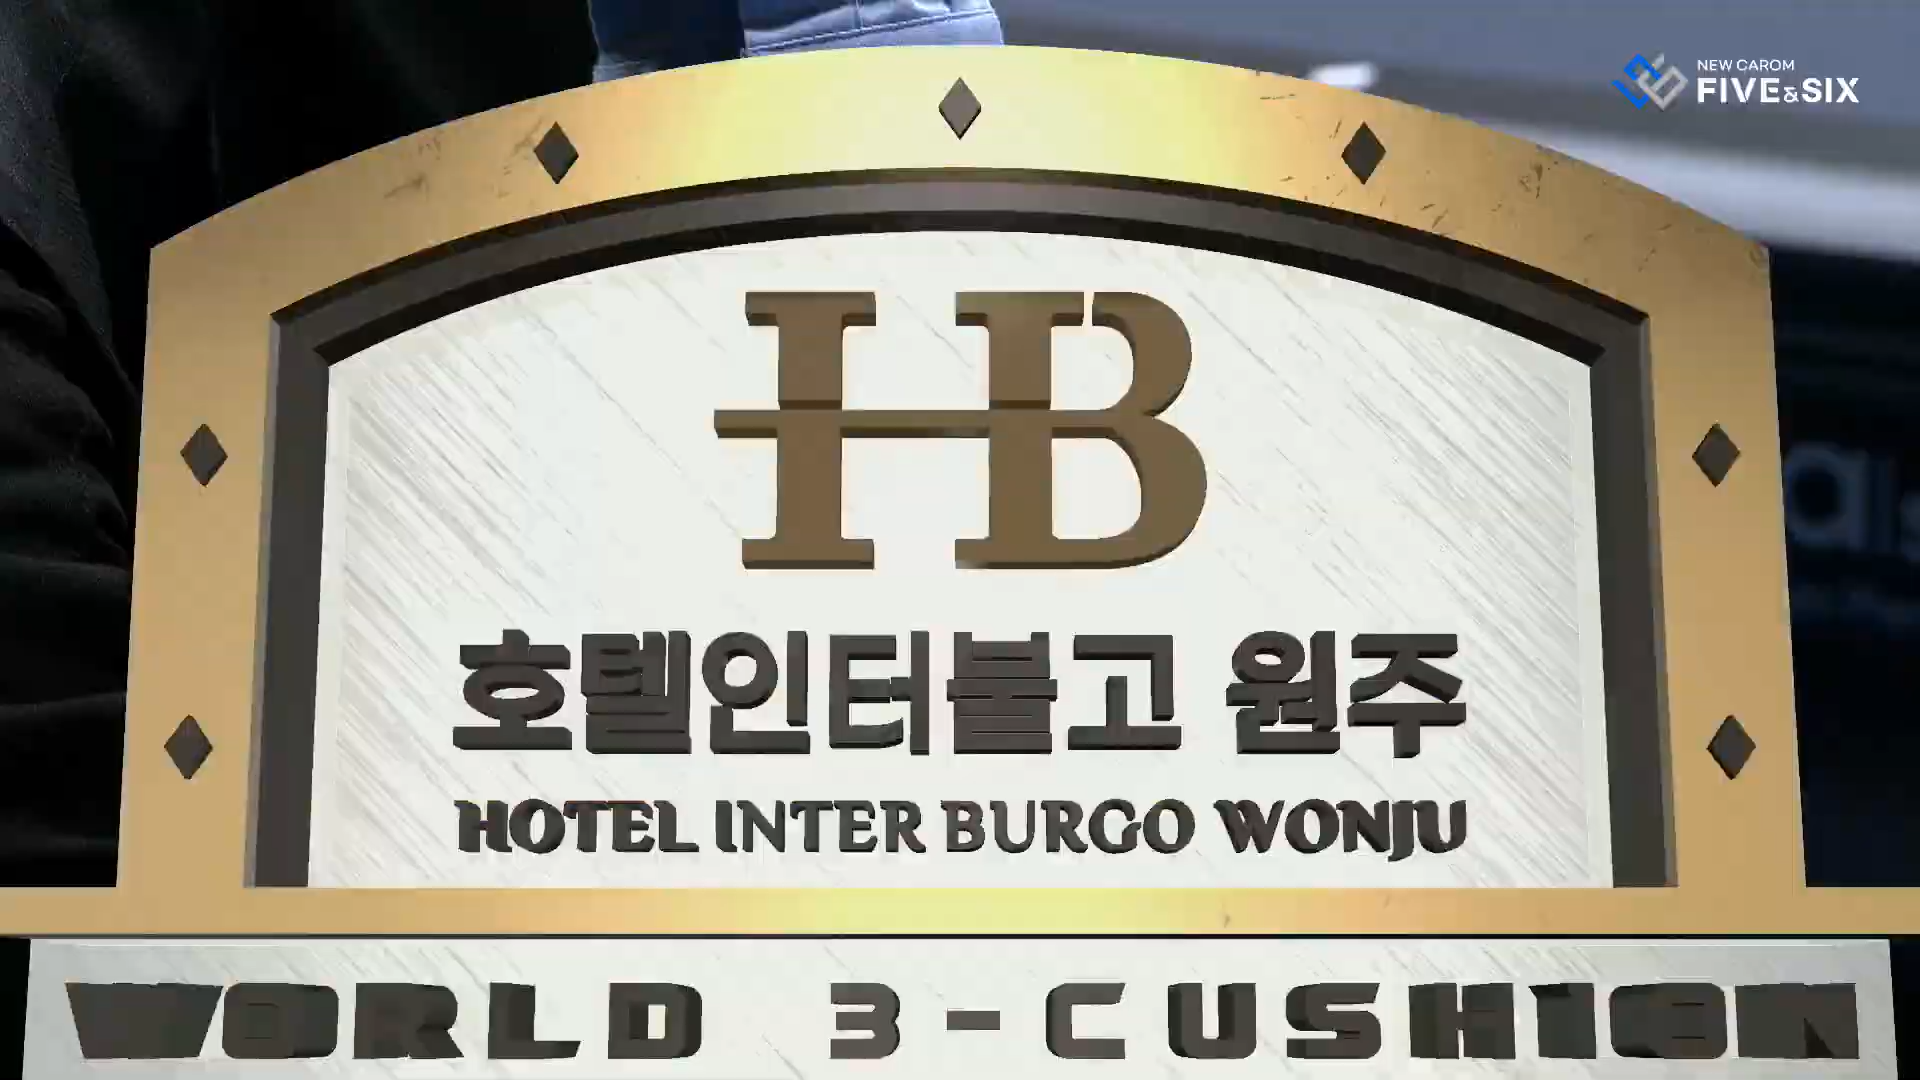 NEW CAROM
FIVE&SIX
HB
호텔인터불고 원주
HOTEL INTER BURGO WONJU
WORLD 3-CUSHION